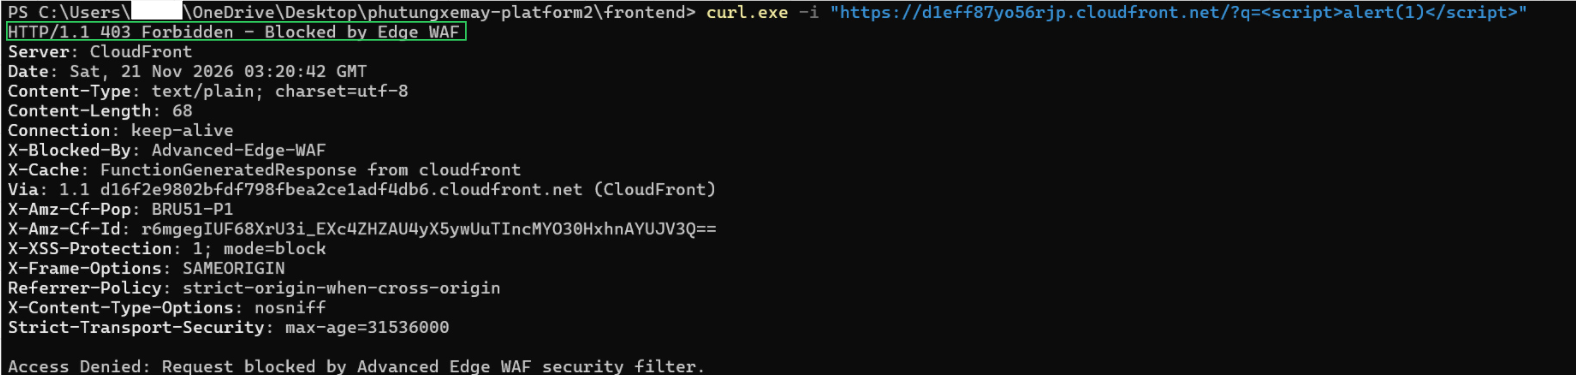 PS C:\Users\ \OneDrive\Desktop\phutungxemay-platform2\frontend> curl.exe -i "https://d1eff87yo56rjp.cloudfront.net/?q=<script>alert(1)</script>"
HTTP/1.1 403 Forbidden - Blocked by Edge WAF
Server: CloudFront
Date: Sat, 21 Nov 2026 03:20:42 GMT
Content-Type: text/plain; charset=utf-8
Content-Length: 68
Connection: keep-alive
X-Blocked-By: Advanced-Edge-WAF
X-Cache: FunctionGeneratedResponse from cloudfront
Via: 1.1 d16f2e9802bfdf798fbea2ce1adf4db6.cloudfront.net (CloudFront)
X-Amz-Cf-Pop: BRU51-P1
X-Amz-Cf-Id: r6mgegIUF68XrU3i_EXc4ZHZAU4yX5ywUuTIncMYO30HxhnAYUJV3Q==
X-XSS-Protection: 1; mode=block
X-Frame-Options: SAMEORIGIN
Referrer-Policy: strict-origin-when-cross-origin
X-Content-Type-Options: nosniff
Strict-Transport-Security: max-age=31536000
Access Denied: Request blocked by Advanced Edge WAF security filter.